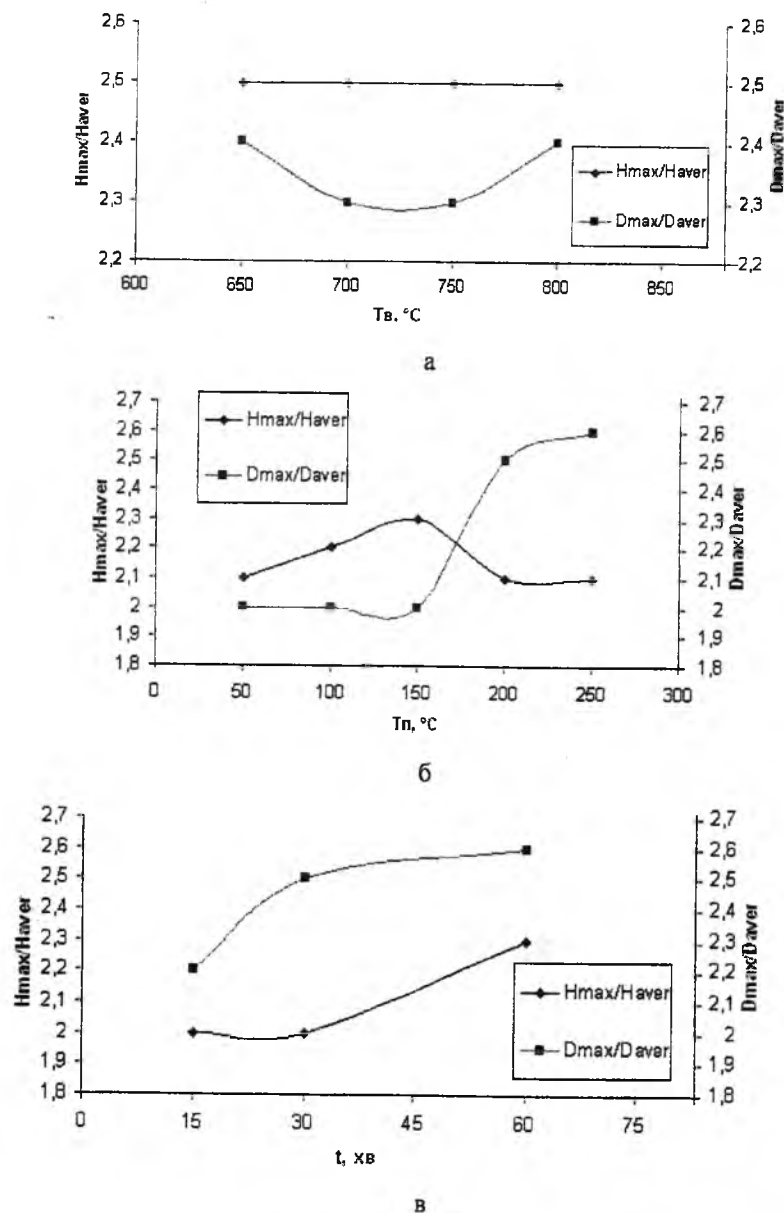 2,6
2,5
2,4
2,3
2,2
Hmax/Haver
2,6
2,5
2,4
2,3
2,2
Dmax/Daver
Hmax/Haver
Dmax/Daver
600 650 700 750 800 850
Tв, °C
а
2,7
2,6
2,5
2,4
2,3
2,2
2,1
2
1,9
1,8
Hmax/Haver
Hmax/Haver
Dmax/Daver
2,7
2,6
2,5
2,4
2,3
2,2
2,1
2
1,9
1,8
Dmax/Daver
0 50 100 150 200 250 300
Tп, °C
б
2,7
2,6
2,5
2,4
2,3
2,2
2,1
2
1,9
1,8
Hmax/Haver
2,7
2,6
2,5
2,4
2,3
2,2
2,1
2
1,9
1,8
Dmax/Daver
Hmax/Haver
Dmax/Daver
0 15 30 45 60 75
t, хв
в